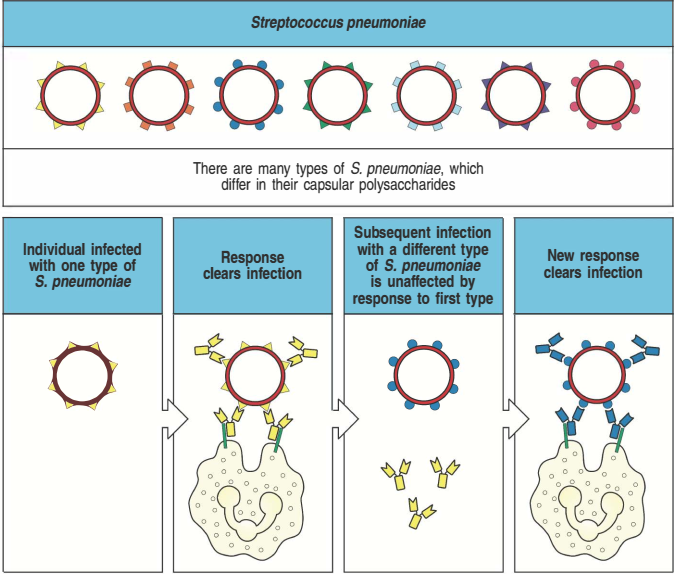 Streptococcus pneumoniae
There are many types of S. pneumoniae, which
differ in their capsular polysaccharides
Individual infected
with one type of
S. pneumoniae
Response
clears infection
Subsequent infection
with a different type
of S. pneumoniae
is unaffected by
response to first type
New response
clears infection